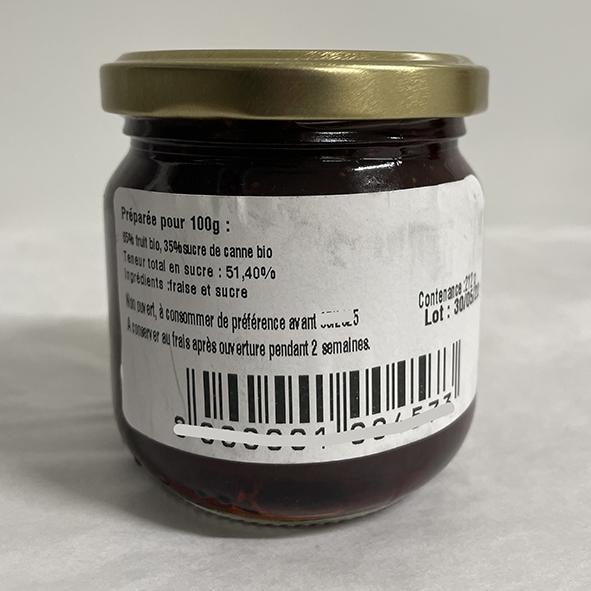 Préparée pour 100g :
65% fruit bio, 35%sucre de canne bio
Teneur total en sucre : 51,40%
Ingrédients :fraise et sucre
Contenance :212 g
Lot :
Non ouvert, à consommer de préférence avant
A conserver au frais après ouverture pendant 2 semaines.